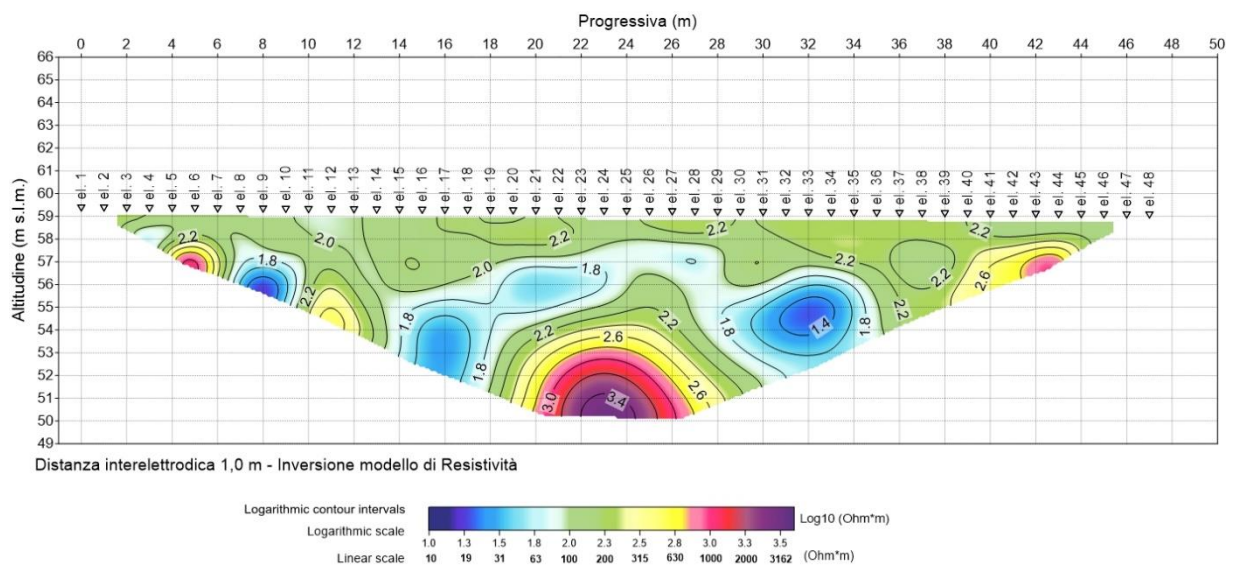 Progressiva (m)
0 2 4 6 8 10 12 14 16 18 20 22 24 26 28 30 32 34 36 38 40 42 44 46 48 50
Altitudine (m s.l.m.)
66
65
64
63
62
61
60
59
58
57
56
55
54
53
52
51
50
49
el. 1 el. 2 el. 3 el. 4 el. 5 el. 6 el. 7 el. 8 el. 9 el. 10 el. 11 el. 12 el. 13 el. 14 el. 15 el. 16 el. 17 el. 18 el. 19 el. 20 el. 21 el. 22 el. 23 el. 24 el. 25 el. 26 el. 27 el. 28 el. 29 el. 30 el. 31 el. 32 el. 33 el. 34 el. 35 el. 36 el. 37 el. 38 el. 39 el. 40 el. 41 el. 42 el. 43 el. 44 el. 45 el. 46 el. 47 el. 48
2.2 2.0 2.2 2.2 2.2
1.8 2.0 1.8 2.2 2.2 2.6
2.2 1.8 2.2 2.2 1.8 1.4 1.8 2.2
1.8 2.6 2.6
3.0 3.4
Distanza interelettrodica 1,0 m - Inversione modello di Resistività
Logarithmic contour intervals
Log10 (Ohm*m)
Logarithmic scale
1.0 1.3 1.5 1.8 2.0 2.3 2.5 2.8 3.0 3.3 3.5
Linear scale 10 19 31 63 100 200 315 630 1000 2000 3162 (Ohm*m)